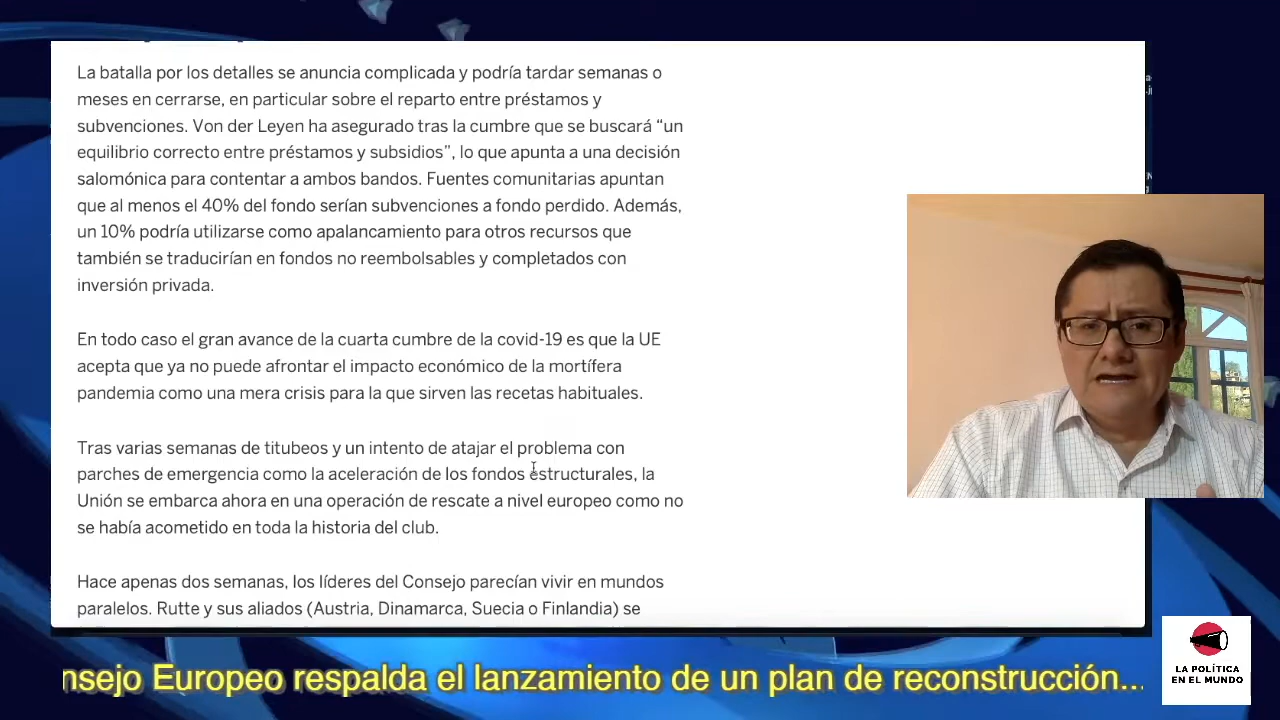 La batalla por los detalles se anuncia complicada y podría tardar semanas o
meses en cerrarse, en particular sobre el reparto entre préstamos y
subvenciones. Von der Leyen ha asegurado tras la cumbre que se buscará “un
equilibrio correcto entre préstamos y subsidios”, lo que apunta a una decisión
salomónica para contentar a ambos bandos. Fuentes comunitarias apuntan
que al menos el 40% del fondo serían subvenciones a fondo perdido. Además,
un 10% podría utilizarse como apalancamiento para otros recursos que
también se traducirían en fondos no reembolsables y completados con
inversión privada.
En todo caso el gran avance de la cuarta cumbre de la covid-19 es que la UE
acepta que ya no puede afrontar el impacto económico de la mortífera
pandemia como una mera crisis para la que sirven las recetas habituales.
Tras varias semanas de titubeos y un intento de atajar el problema con
parches de emergencia como la aceleración de los fondos estructurales, la
Unión se embarca ahora en una operación de rescate a nivel europeo como no
se había acometido en toda la historia del club.
Hace apenas dos semanas, los líderes del Consejo parecían vivir en mundos
paralelos. Rutte y sus aliados (Austria, Dinamarca, Suecia o Finlandia) se
nsejo Europeo respalda el lanzamiento de un plan de reconstrucción...
LA POLÍTICA
EN EL MUNDO